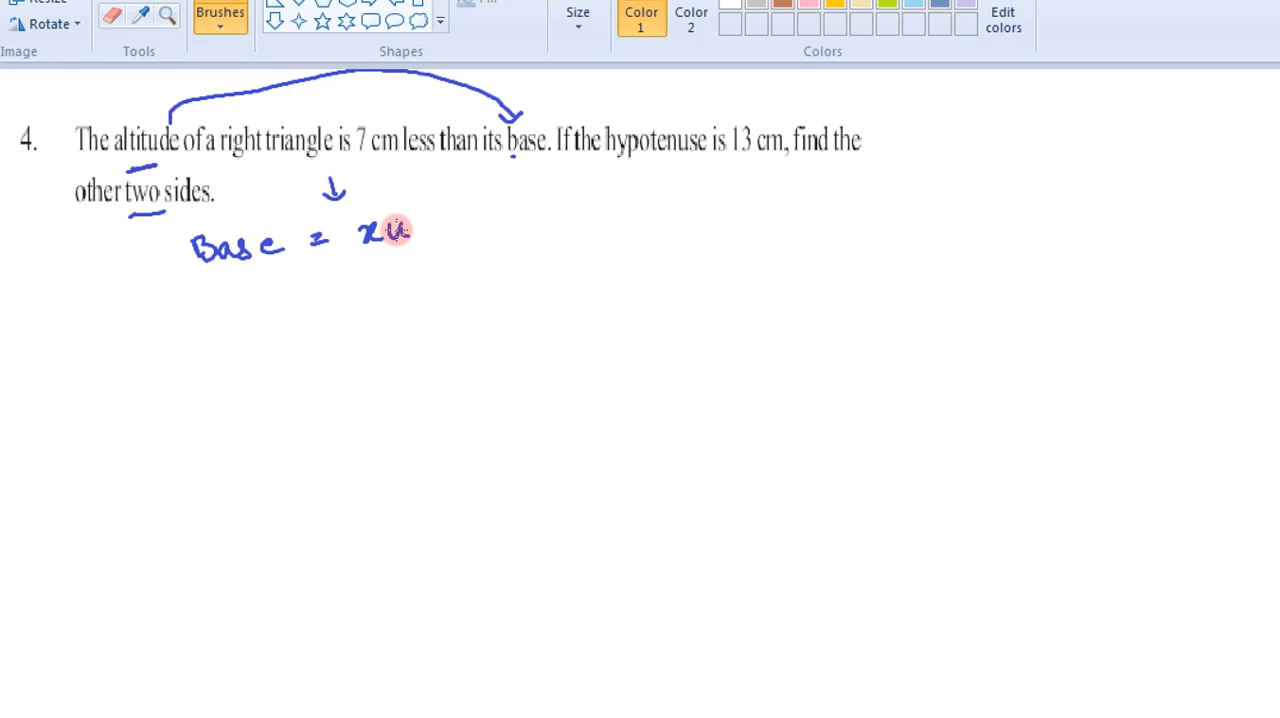 Resize
Rotate
Brushes
Fill
Size
Color 1
Color 2
Edit colors
Image
Tools
Shapes
Colors
4. The altitude of a right triangle is 7 cm less than its base. If the hypotenuse is 13 cm, find the
other two sides.
Base = x